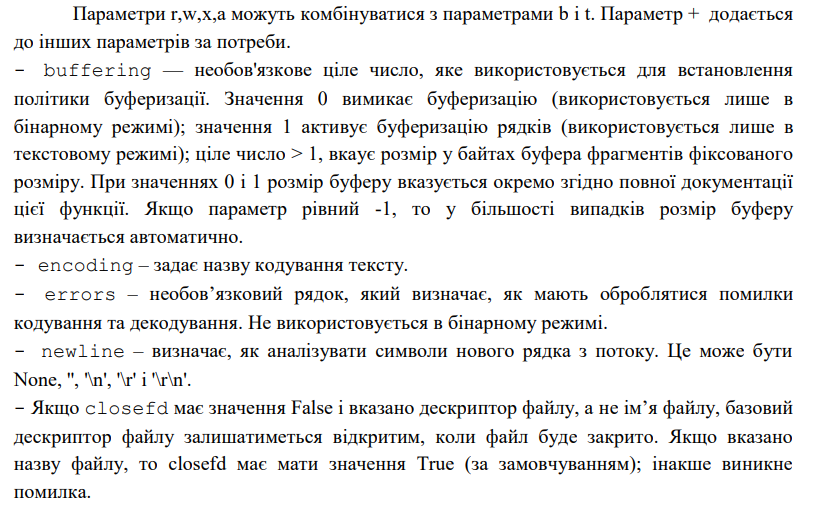 Параметри r,w,x,a можуть комбінуватися з параметрами b і t. Параметр + додається
до інших параметрів за потреби.
− buffering — необов'язкове ціле число, яке використовується для встановлення
політики буферизації. Значення 0 вимикає буферизацію (використовується лише в
бінарному режимі); значення 1 активує буферизацію рядків (використовується лише в
текстовому режимі); ціле число > 1, вкаує розмір у байтах буфера фрагментів фіксованого
розміру. При значеннях 0 і 1 розмір буферу вказується окремо згідно повної документації
цієї функції. Якщо параметр рівний -1, то у більшості випадків розмір буферу
визначається автоматично.
− encoding – задає назву кодування тексту.
− errors – необов’язковий рядок, який визначає, як мають оброблятися помилки
кодування та декодування. Не використовується в бінарному режимі.
− newline – визначає, як аналізувати символи нового рядка з потоку. Це може бути
None, '', '\n', '\r' і '\r\n'.
− Якщо closefd має значення False і вказано дескриптор файлу, а не ім’я файлу, базовий
дескриптор файлу залишатиметься відкритим, коли файл буде закрито. Якщо вказано
назву файлу, то closefd має мати значення True (за замовчуванням); інакше виникне
помилка.